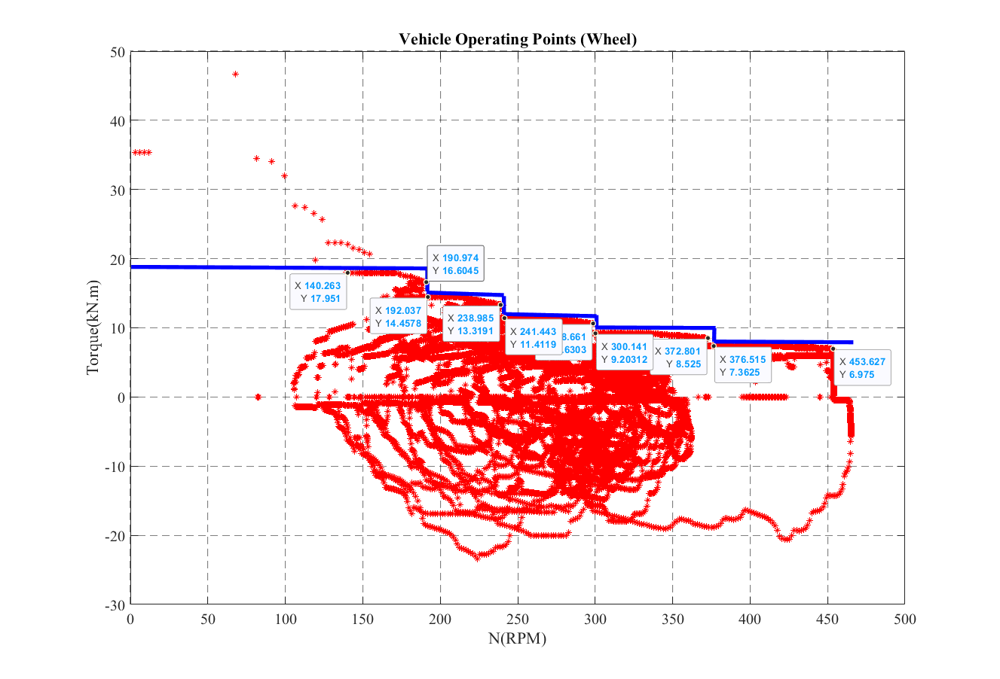 Vehicle Operating Points (Wheel)
50
40
30
20
10
0
-10
-20
-30
Torque(kN.m)
X 190.974
Y 16.6045
X 140.263
Y 17.951
X 192.037
Y 14.4578
X 238.985
Y 13.3191
X 241.443
Y 11.4119
8.661
.6303
X 300.141
Y 9.20312
X 372.801
Y 8.525
X 376.515
Y 7.3625
X 453.627
Y 6.975
0 50 100 150 200 250 300 350 400 450 500
N(RPM)